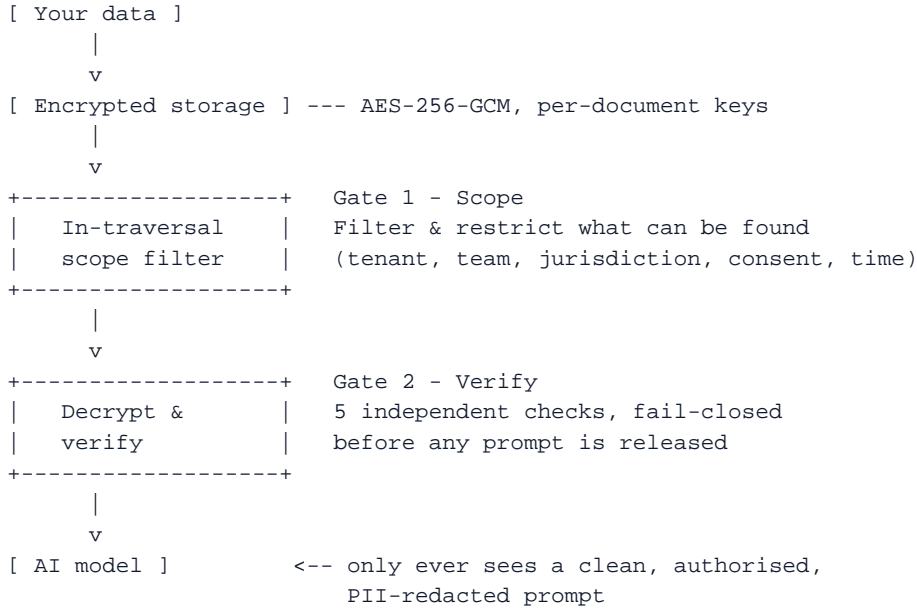 [ Your data ]
|
v
[ Encrypted storage ] --- AES-256-GCM, per-document keys
|
v
+-------------------+ Gate 1 - Scope
| In-traversal | Filter & restrict what can be found
| scope filter | (tenant, team, jurisdiction, consent, time)
+-------------------+
|
v
+-------------------+ Gate 2 - Verify
| Decrypt & | 5 independent checks, fail-closed
| verify | before any prompt is released
+-------------------+
|
v
[ AI model ] <-- only ever sees a clean, authorised,
PII-redacted prompt